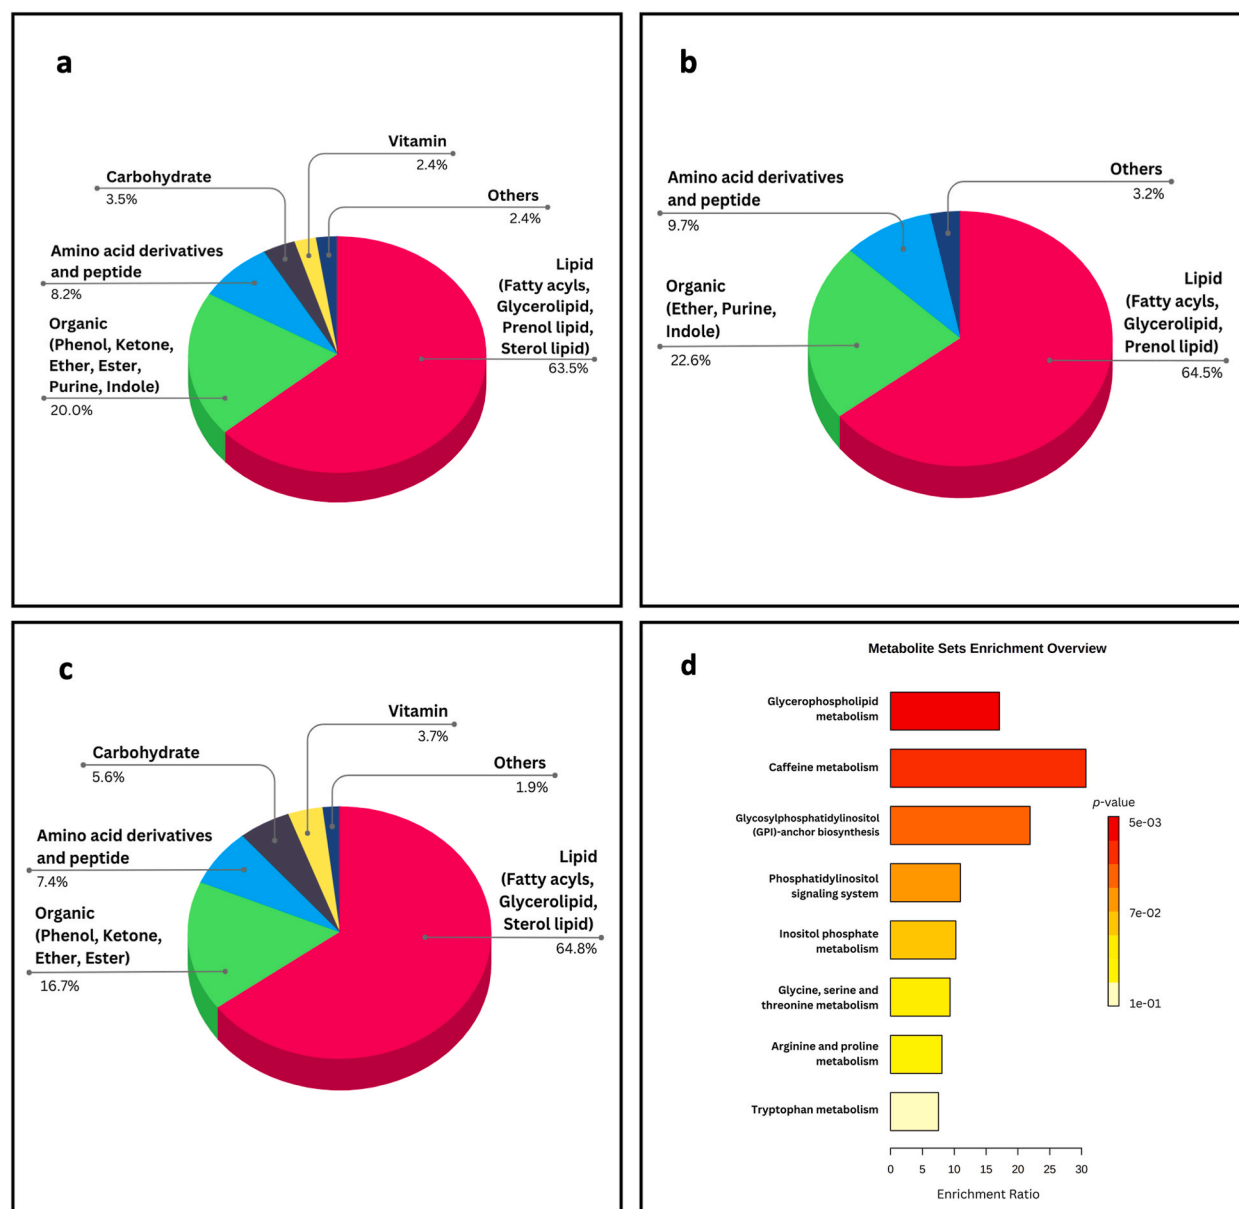 a
Vitamin
2.4%
Carbohydrate
3.5%
Others
2.4%
Amino acid derivatives
and peptide
8.2%
Lipid
(Fatty acyls,
Glycerolipid,
Prenol lipid,
Sterol lipid)
63.5%
Organic
(Phenol, Ketone,
Ether, Ester,
Purine, Indole)
20.0%
b
Others
3.2%
Amino acid derivatives
and peptide
9.7%
Lipid
(Fatty acyls,
Glycerolipid,
Prenol lipid)
64.5%
Organic
(Ether, Purine,
Indole)
22.6%
c
Vitamin
3.7%
Carbohydrate
5.6%
Others
1.9%
Amino acid derivatives
and peptide
7.4%
Lipid
(Fatty acyls,
Glycerolipid,
Sterol lipid)
64.8%
Organic
(Phenol, Ketone,
Ether, Ester)
16.7%
d
Metabolite Sets Enrichment Overview
Glycerophospholipid
metabolism
Caffeine metabolism
Glycosylphosphatidylinositol
(GPI)-anchor biosynthesis
Phosphatidylinositol
signaling system
Inositol phosphate
metabolism
Glycine, serine and
threonine metabolism
Arginine and proline
metabolism
Tryptophan metabolism
p-value
5e-03
7e-02
1e-01
0 5 10 15 20 25 30
Enrichment Ratio